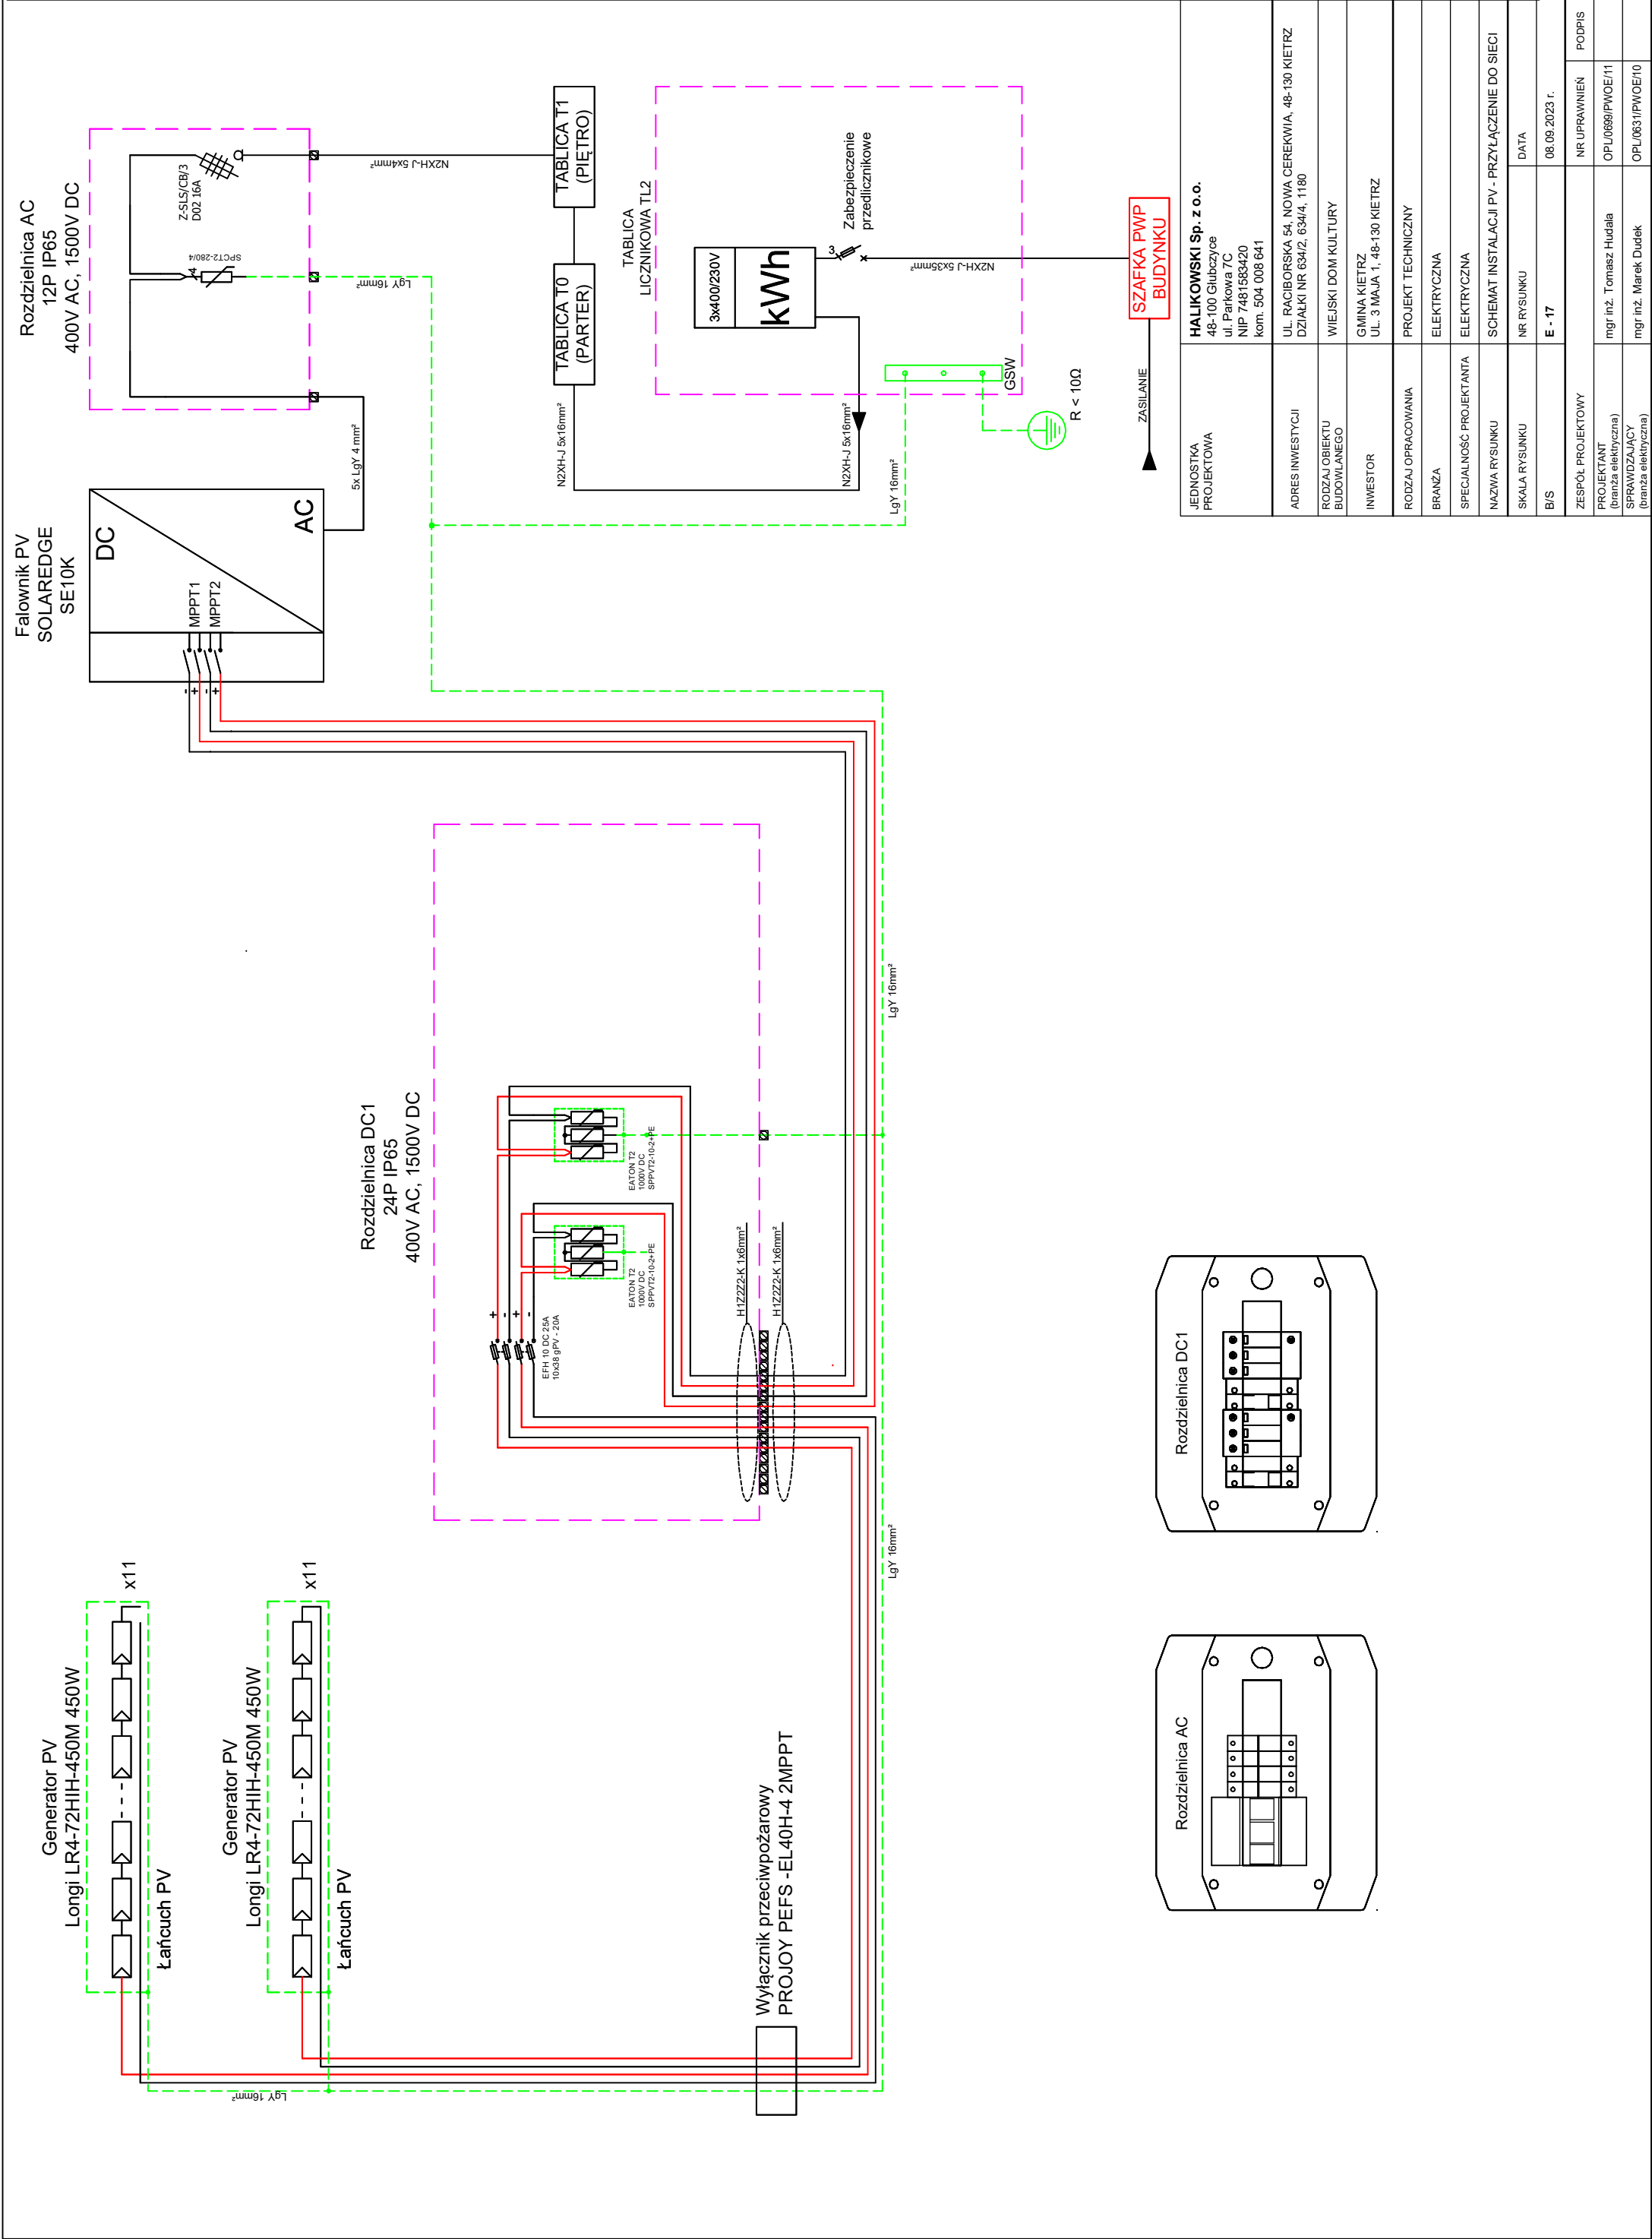 Generator PV
Longi LR4-72HIH-450M 450W
x11
Łańcuch PV
Generator PV
Longi LR4-72HIH-450M 450W
x11
Łańcuch PV
LgY 16mm²
Wyłącznik przeciwpożarowy
PROJOY PEFS -EL40H-4 2MPPT
LgY 16mm²
Rozdzielnica DC1
24P IP65
400V AC, 1500V DC
+
-
+
-
EFH 10 DC 25A
10x38 gPV - 20A
EATON T2
1000V DC
SPPVT2-10-2+PE
EATON T2
1000V DC
SPPVT2-10-2+PE
H1Z2Z2-K 1x6mm²
H1Z2Z2-K 1x6mm²
LgY 16mm²
Falownik PV
SOLAREDGE
SE10K
DC
AC
MPPT1
MPPT2
-
+
-
+
5x LgY 4 mm²
Rozdzielnica AC
12P IP65
400V AC, 1500V DC
4
SPCT2-280/4
Z-SLS/CB/3
D02 16A
LgY 16mm²
N2XH-J 5x4mm²
TABLICA T0
(PARTER)
TABLICA T1
(PIĘTRO)
N2XH-J 5x16mm²
TABLICA
LICZNIKOWA TL2
3x400/230V
kWh
3
Zabezpieczenie
przedlicznikowe
N2XH-J 5x16mm²
N2XH-J 5x35mm²
LgY 16mm²
GSW
R < 10Ω
ZASILANIE
SZAFKA PWP
BUDYNKU
Rozdzielnica AC
Rozdzielnica DC1
JEDNOSTKA
PROJEKTOWA
HALIKOWSKI Sp. z o.o.
48-100 Głubczyce
ul. Parkowa 7C
NIP 7481583420
kom. 504 008 641
ADRES INWESTYCJI
UL. RACIBORSKA 54, NOWA CEREKWIA, 48-130 KIETRZ
DZIAŁKI NR 634/2, 634/4, 1180
RODZAJ OBIEKTU
BUDOWLANEGO
WIEJSKI DOM KULTURY
INWESTOR
GMINA KIETRZ
UL. 3 MAJA 1, 48-130 KIETRZ
RODZAJ OPRACOWANIA
PROJEKT TECHNICZNY
BRANŻA
ELEKTRYCZNA
SPECJALNOŚĆ PROJEKTANTA
ELEKTRYCZNA
NAZWA RYSUNKU
SCHEMAT INSTALACJI PV - PRZYŁĄCZENIE DO SIECI
SKALA RYSUNKU
NR RYSUNKU
DATA
B/S
E - 17
08.09.2023 r.
ZESPÓŁ PROJEKTOWY
NR UPRAWNIEŃ
PODPIS
PROJEKTANT
(branża elektryczna)
mgr inż. Tomasz Hudala
OPL/0699/PWOE/11
SPRAWDZAJĄCY
(branża elektryczna)
mgr inż. Marek Dudek
OPL/0631/PWOE/10